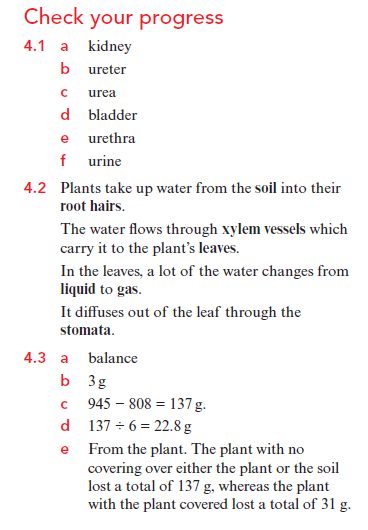 Check your progress
4.1 a kidney
b ureter
c urea
d bladder
e urethra
f urine
4.2 Plants take up water from the soil into their
root hairs.
The water flows through xylem vessels which
carry it to the plant's leaves.
In the leaves, a lot of the water changes from
liquid to gas.
It diffuses out of the leaf through the
stomata.
4.3 a balance
b 3 g
c 945 − 808 = 137 g.
d 137 ÷ 6 = 22.8 g
e From the plant. The plant with no
covering over either the plant or the soil
lost a total of 137 g, whereas the plant
with the plant covered lost a total of 31 g.